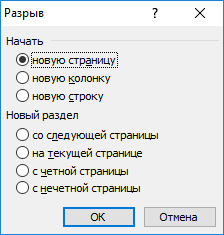 Разрыв
Начать
новую страницу
новую колонку
новую строку
Новый раздел
со следующей страницы
на текущей странице
с четной страницы
с нечетной страницы
ОК
Отмена